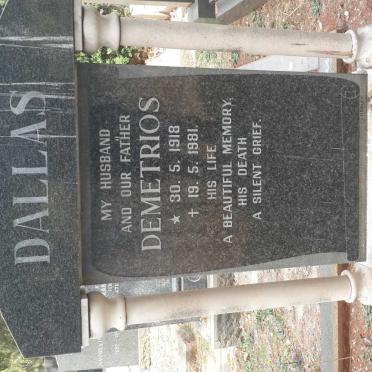 DALLAS
MY HUSBAND
AND OUR FATHER
DEMETRIOS
★ 30. 5. 1918
✝ 19. 5. 1981.
HIS LIFE
A BEAUTIFUL MEMORY,
HIS DEATH
A SILENT GRIEF.